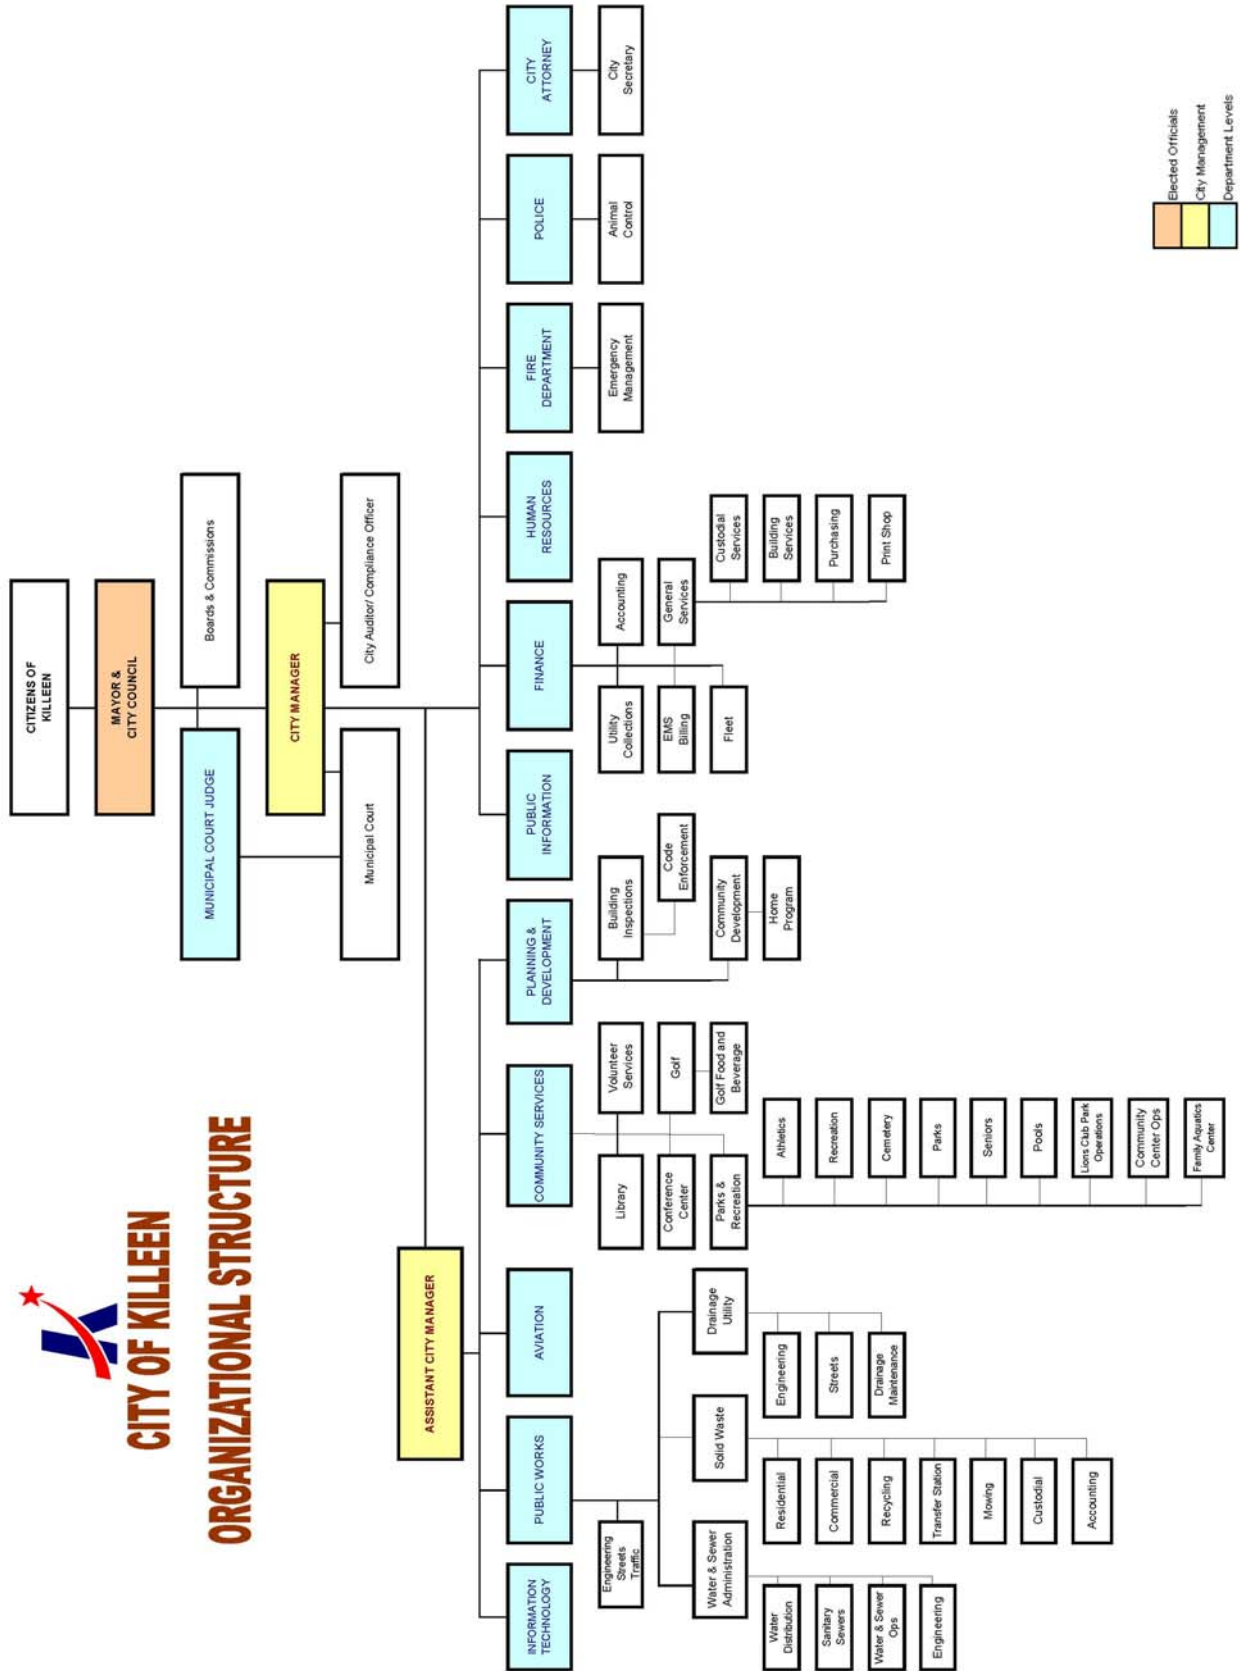 CITY OF KILLEEN
ORGANIZATIONAL STRUCTURE
CITIZENS OF
KILLEEN
MAYOR &
CITY COUNCIL
MUNICIPAL COURT JUDGE
Boards & Commissions
CITY MANAGER
Municipal Court
City Auditor/ Compliance Officer
ASSISTANT CITY MANAGER
INFORMATION
TECHNOLOGY
PUBLIC WORKS
AVIATION
COMMUNITY SERVICES
PLANNING &
DEVELOPMENT
PUBLIC
INFORMATION
FINANCE
HUMAN
RESOURCES
FIRE
DEPARTMENT
POLICE
CITY
ATTORNEY
Engineering
Streets
Traffic
Water & Sewer
Administration
Water
Distribution
Sanitary
Sewers
Water & Sewer
Ops
Engineering
Solid Waste
Residential
Commercial
Recycling
Transfer Station
Mowing
Custodial
Accounting
Drainage
Utility
Engineering
Streets
Drainage
Maintenance
Library
Volunteer
Services
Conference
Center
Golf
Parks &
Recreation
Golf Food and
Beverage
Athletics
Recreation
Cemetery
Parks
Seniors
Pools
Lions Club Park
Operations
Community
Center Ops
Family Aquatics
Center
Building
Inspections
Code
Enforcement
Community
Development
Home
Program
Utility
Collections
Accounting
EMS
Billing
General
Services
Fleet
Custodial
Services
Building
Services
Purchasing
Print Shop
Emergency
Management
Animal
Control
City
Secretary
Elected Officials
City Management
Department Levels